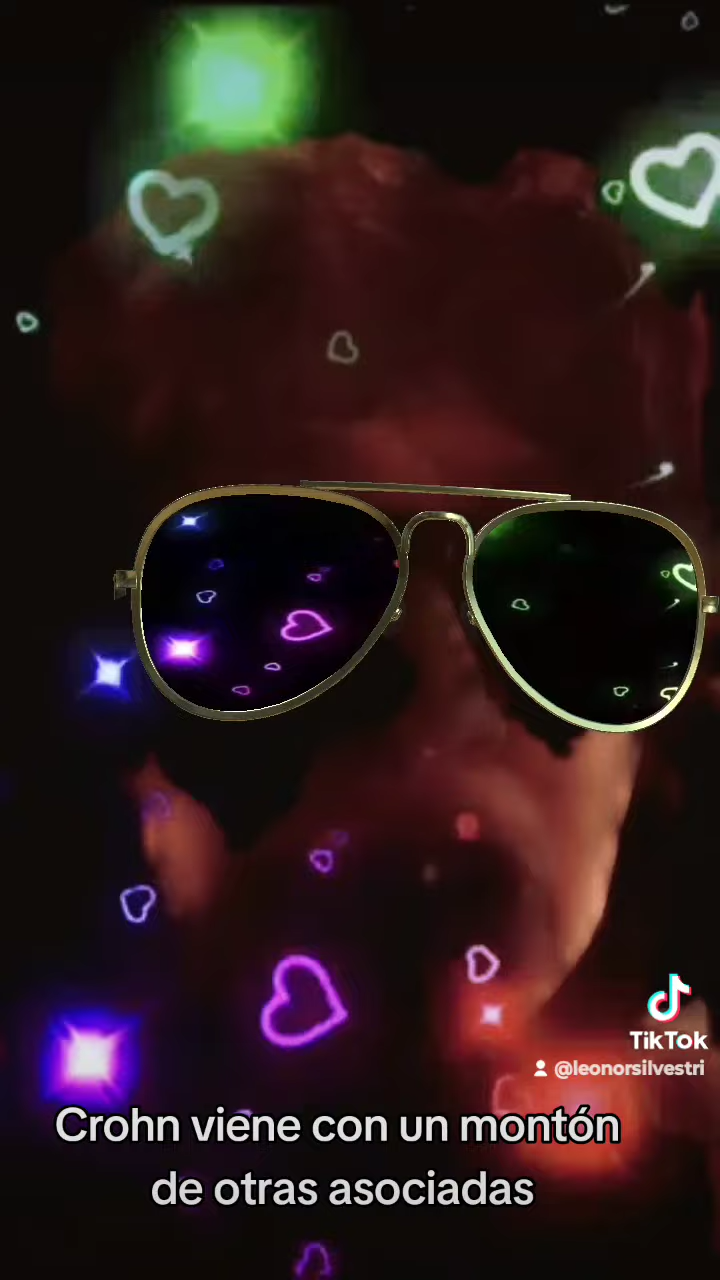 TikTok
@leonorsilvestri
Crohn viene con un montón
de otras asociadas